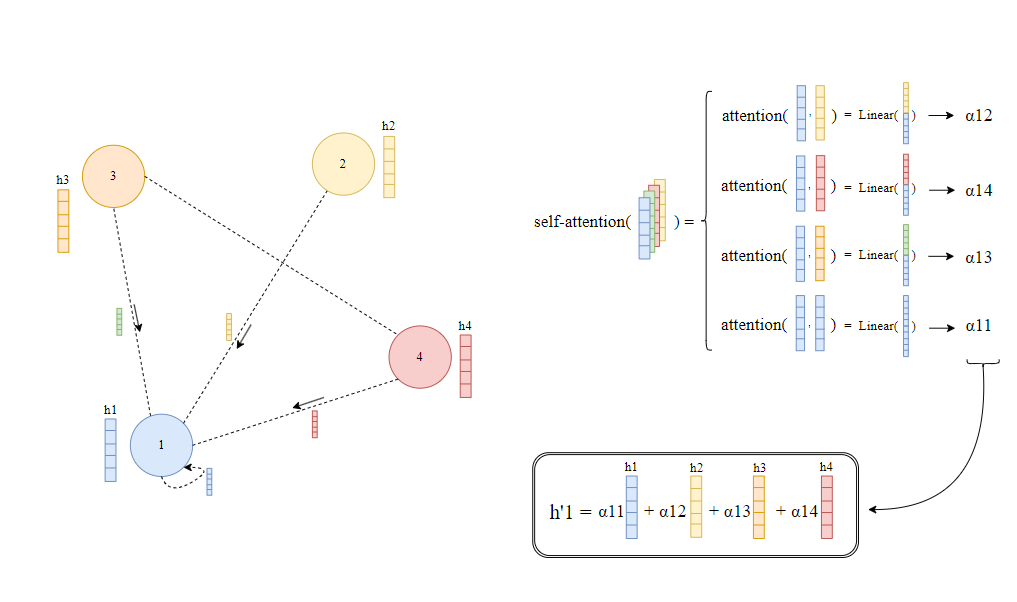 h3
3
2
h2
4
h4
h1
1
self-attention( ) =
attention( , ) = Linear( ) α12
attention( , ) = Linear( ) α14
attention( , ) = Linear( ) α13
attention( , ) = Linear( ) α11
h1 h2 h3 h4
h'1 = α11 + α12 + α13 + α14